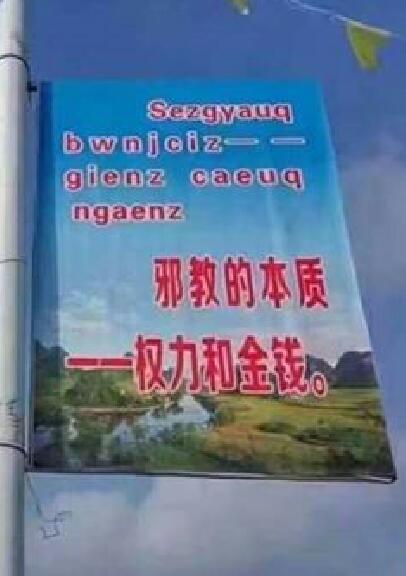 Sezgyauq
bwnjciz— —
gienz caeuq
ngaenz
邪教的本质
——权力和金钱。